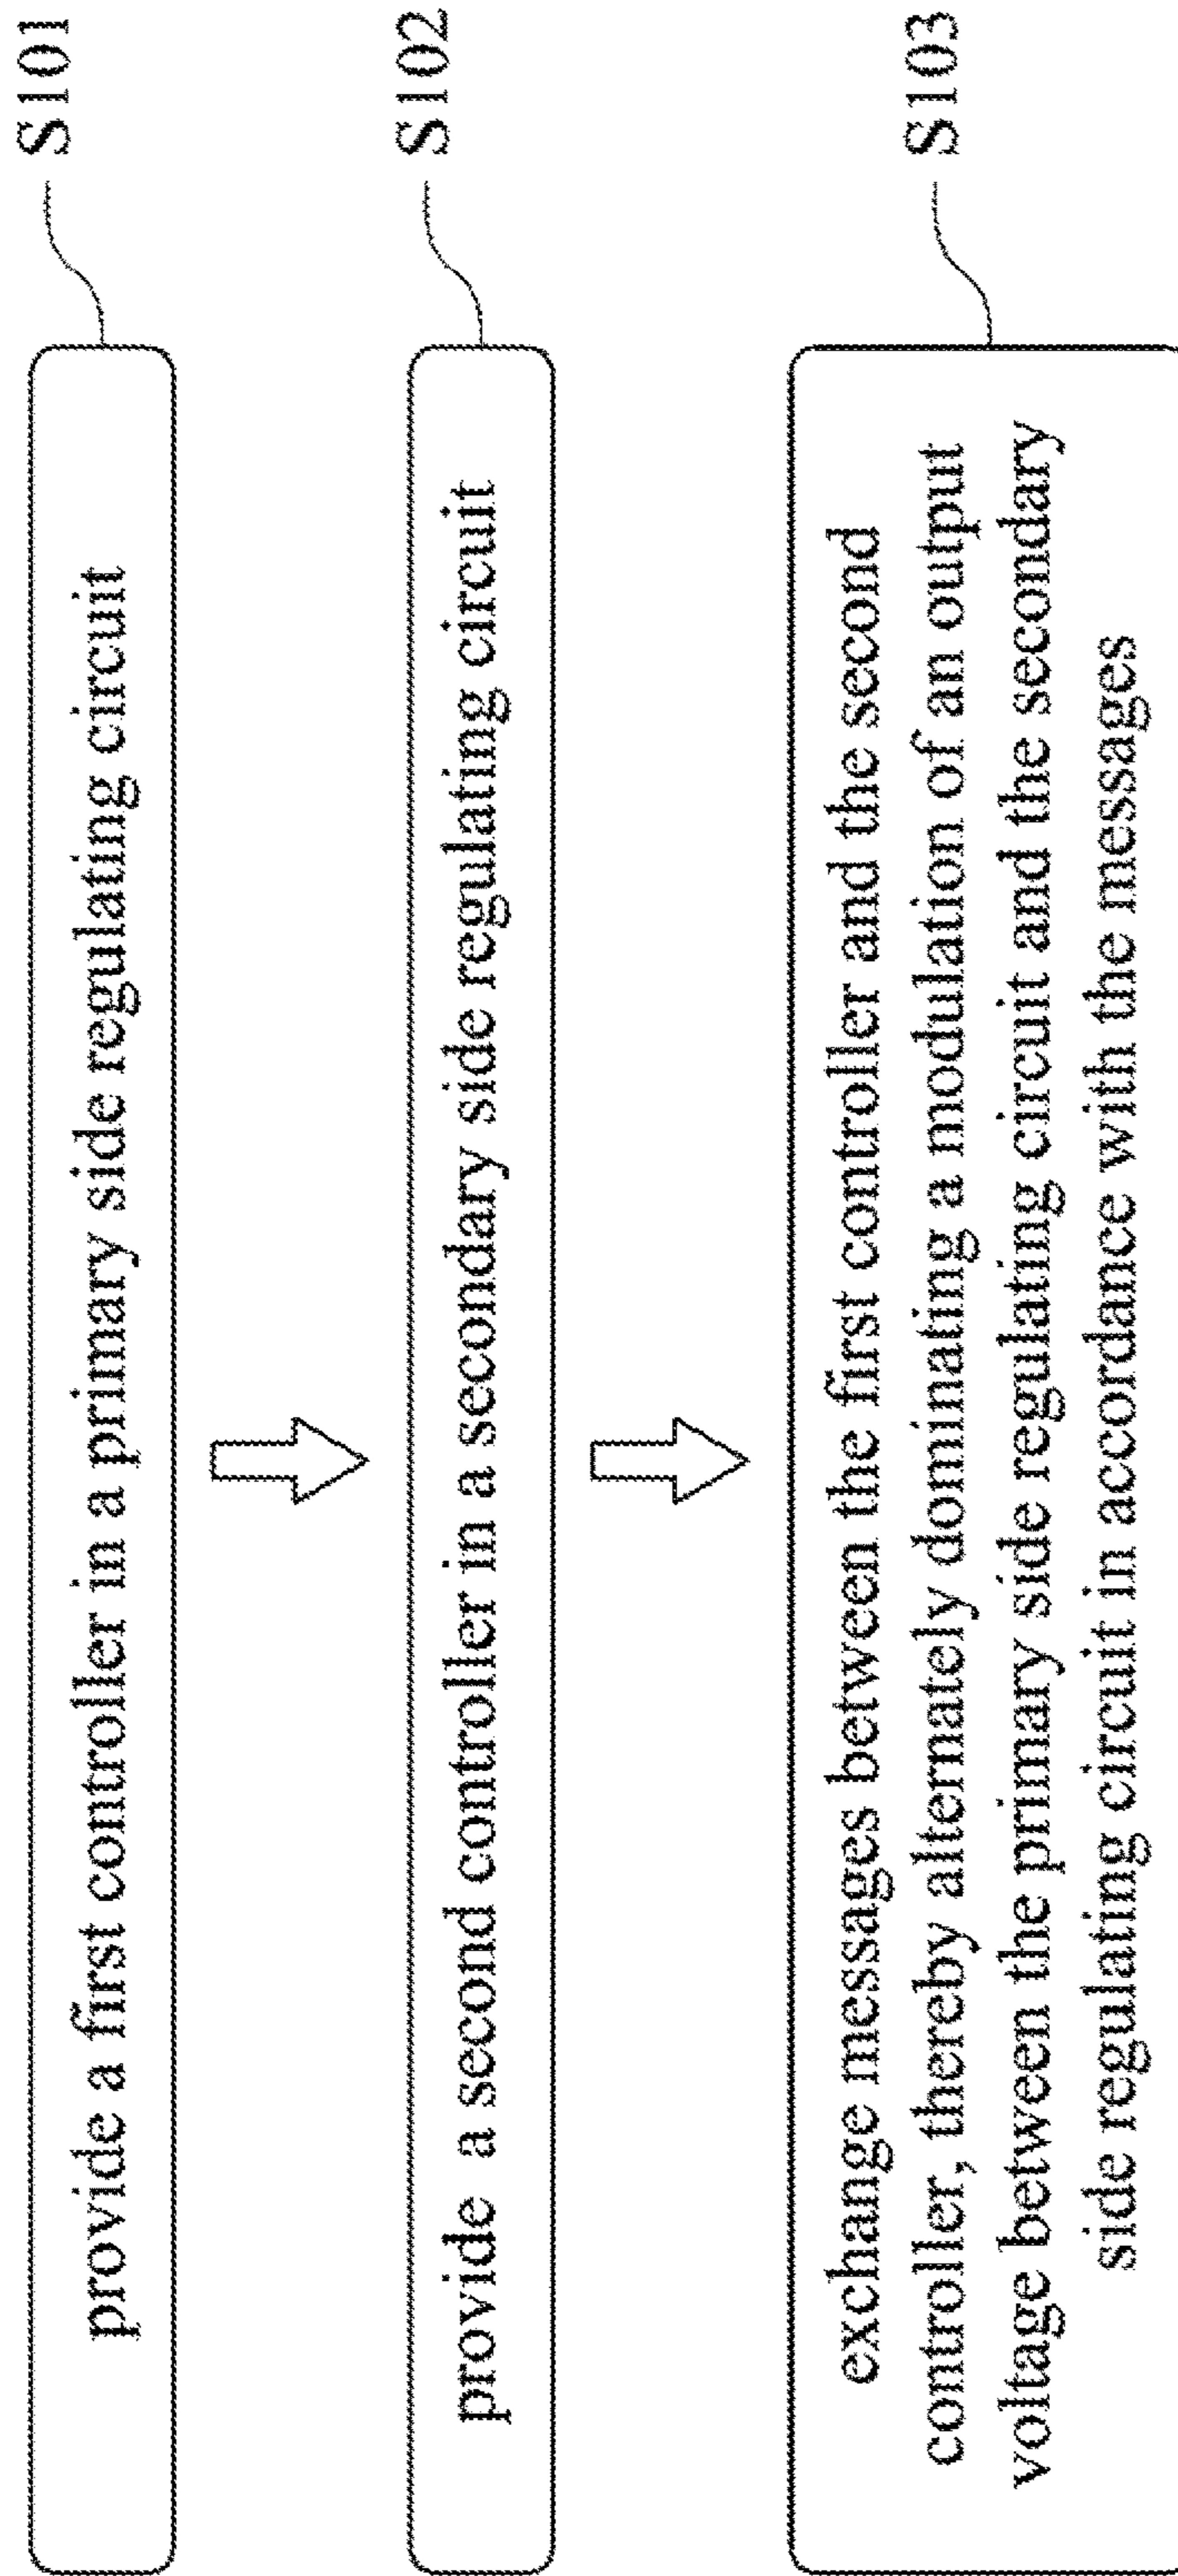 provide a first controller in a primary side regulating circuit
S101
provide a second controller in a secondary side regulating circuit
S102
exchange messages between the first controller and the second
controller, thereby alternately dominating a modulation of an output
voltage between the primary side regulating circuit and the secondary
side regulating circuit in accordance with the messages
S103